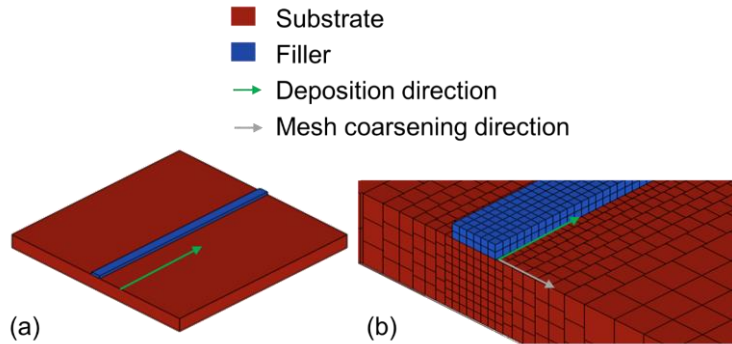 Substrate
Filler
Deposition direction
Mesh coarsening direction
(a)
(b)